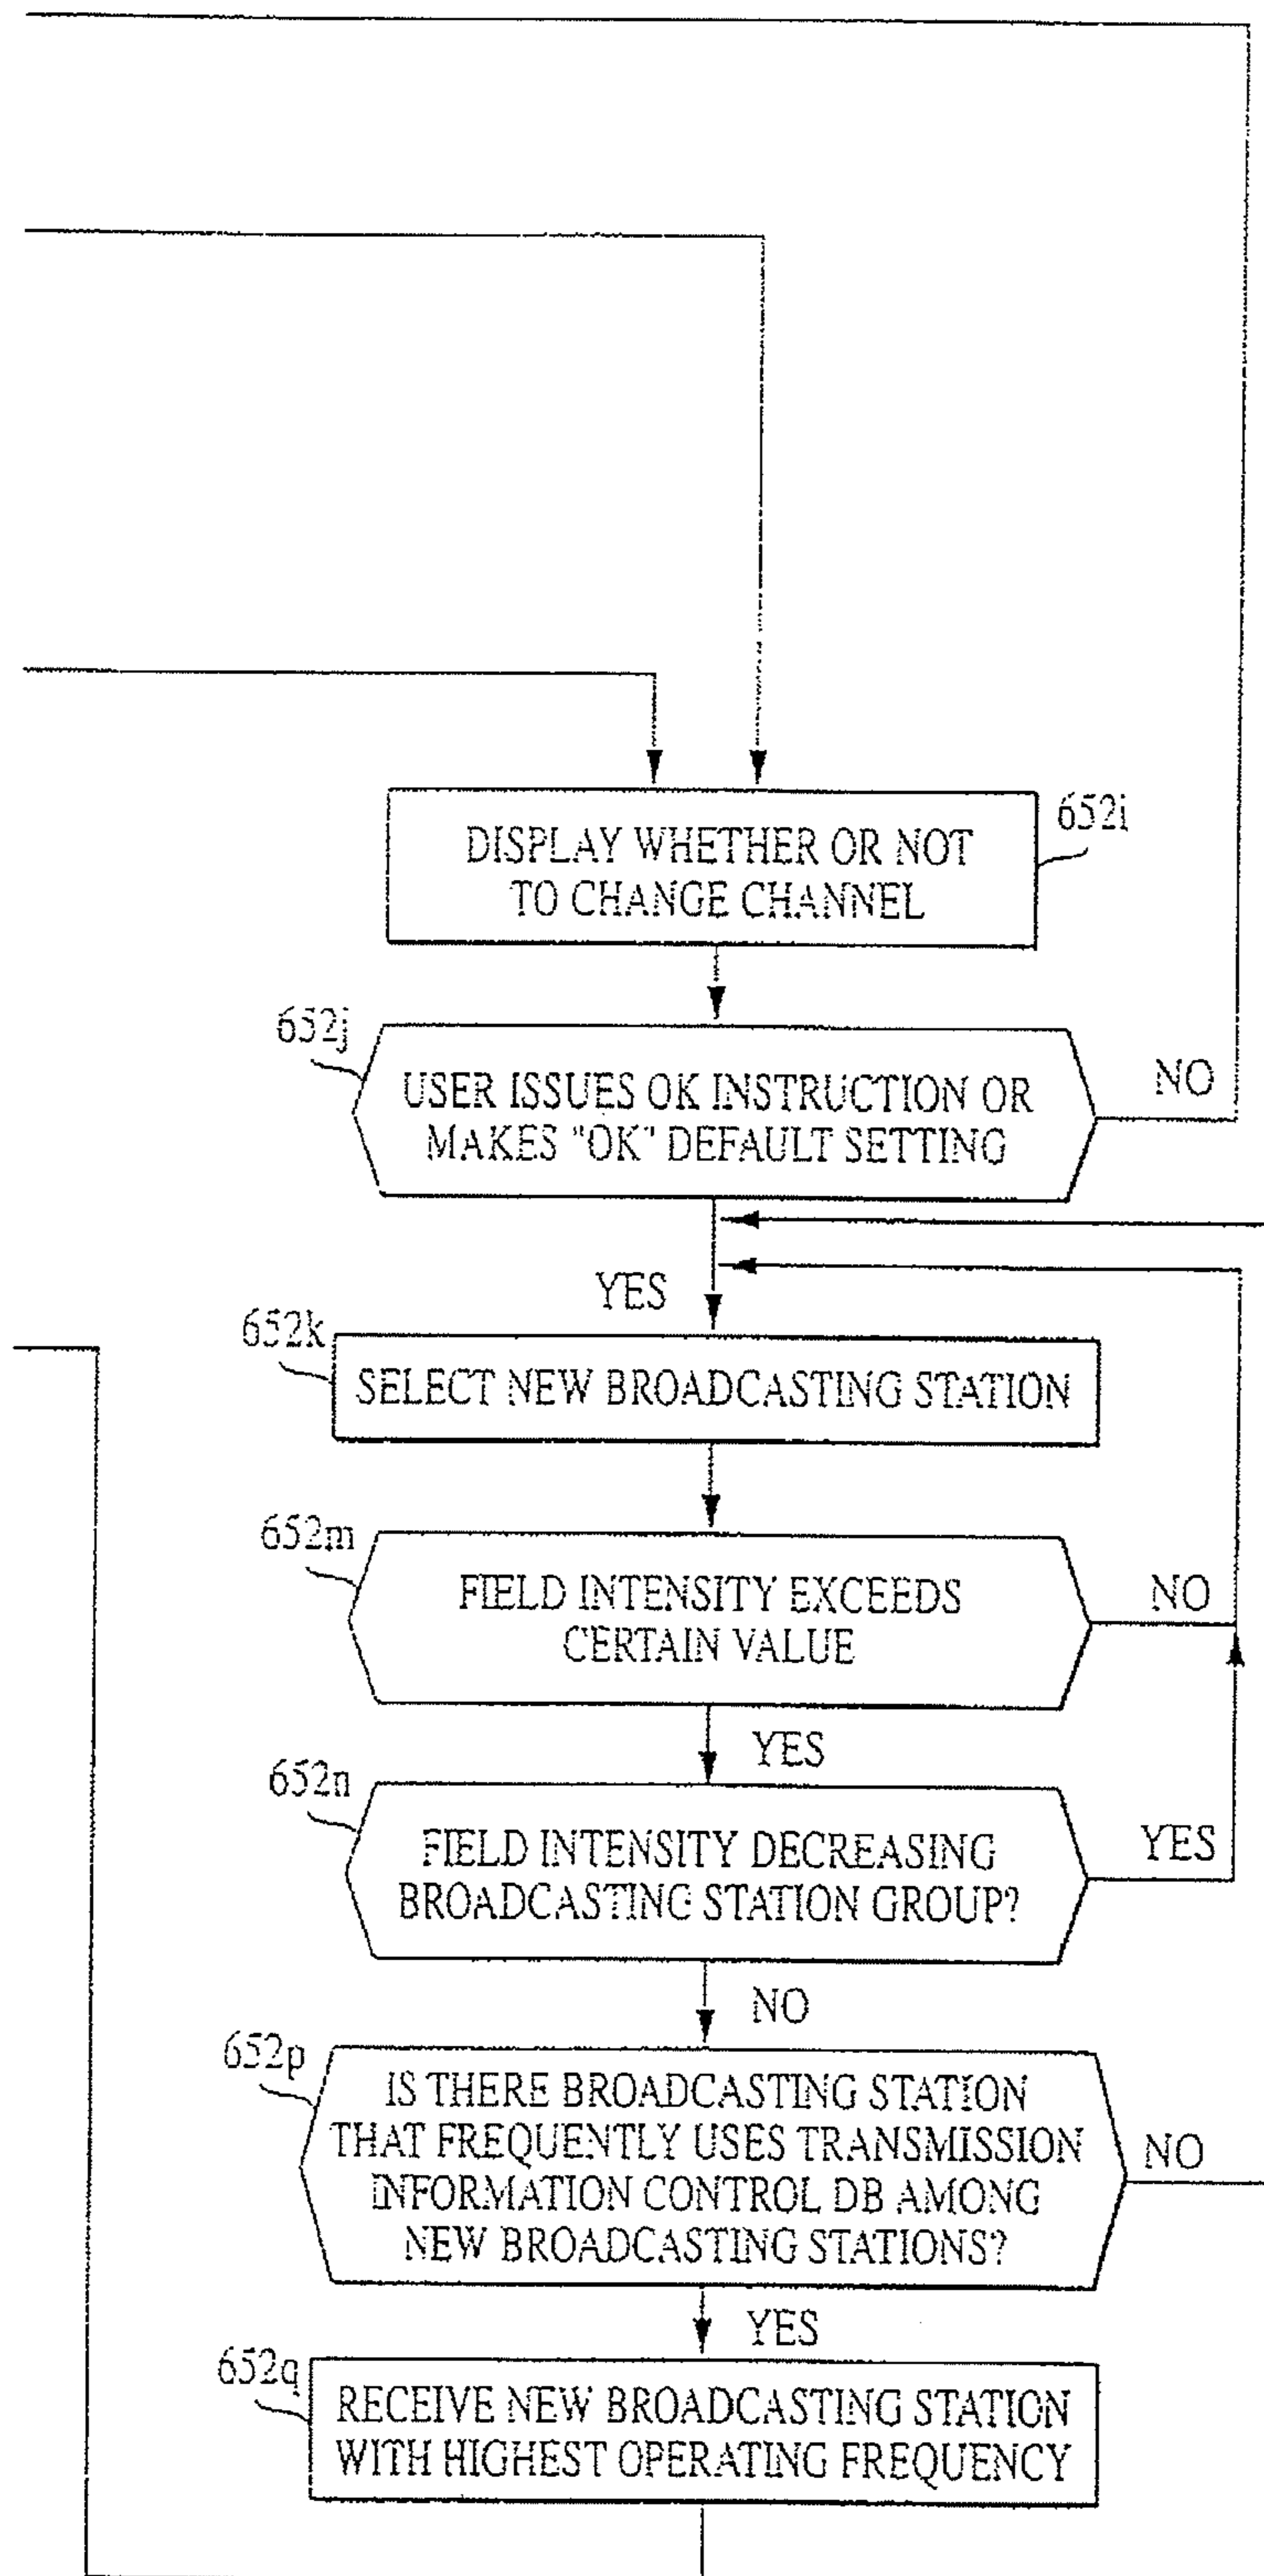 652i
DISPLAY WHETHER OR NOT
TO CHANGE CHANNEL
652j
USER ISSUES OK INSTRUCTION OR
MAKES "OK" DEFAULT SETTING
NO
YES
652k
SELECT NEW BROADCASTING STATION
652m
FIELD INTENSITY EXCEEDS
CERTAIN VALUE
NO
YES
652n
FIELD INTENSITY DECREASING
BROADCASTING STATION GROUP?
YES
NO
652p
IS THERE BROADCASTING STATION
THAT FREQUENTLY USES TRANSMISSION
INFORMATION CONTROL DB AMONG
NEW BROADCASTING STATIONS?
NO
YES
652q
RECEIVE NEW BROADCASTING STATION
WITH HIGHEST OPERATING FREQUENCY